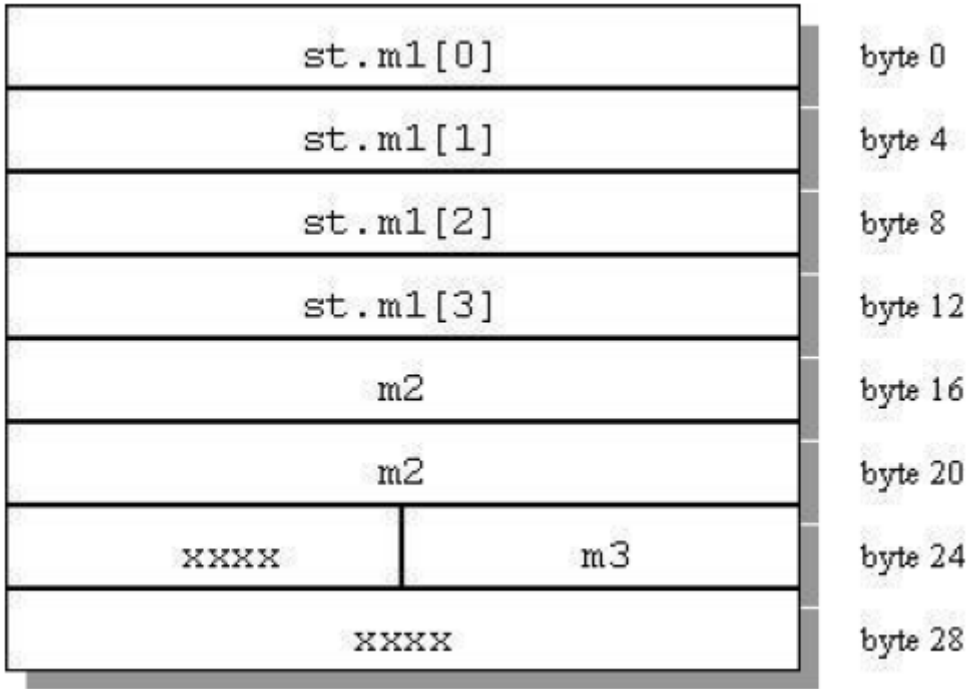 st.m1[0] byte 0
st.m1[1] byte 4
st.m1[2] byte 8
st.m1[3] byte 12
m2 byte 16
m2 byte 20
xxxx m3 byte 24
xxxx byte 28